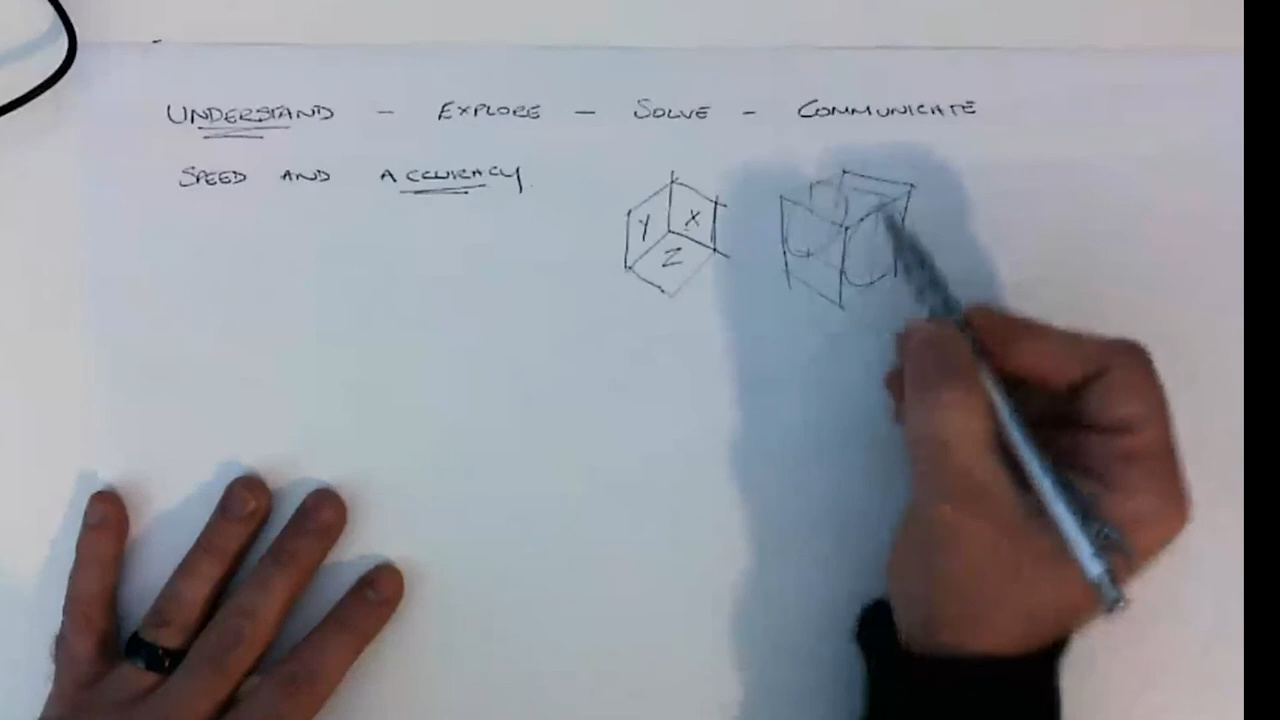 UNDERSTAND - EXPLORE - SOLVE - COMMUNICATE
SPEED AND ACCURACY.
Y X
Z